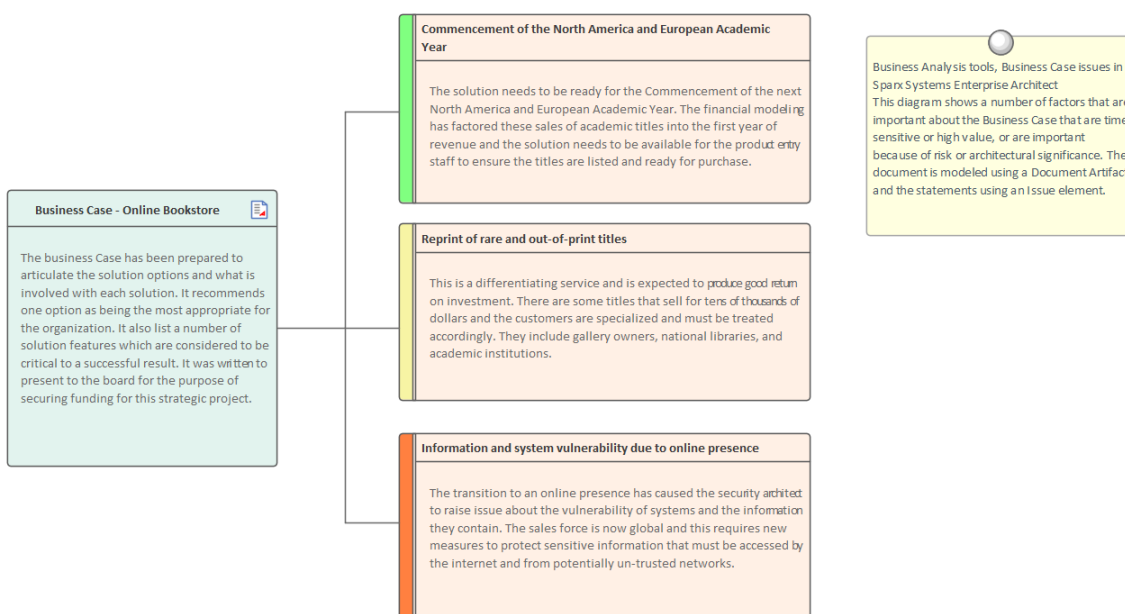 Commencement of the North America and European Academic
Year
The solution needs to be ready for the Commencement of the next
North America and European Academic Year. The financial modeling
has factored these sales of academic titles into the first year of
revenue and the solution needs to be available for the product entry
staff to ensure the titles are listed and ready for purchase.
Business Case - Online Bookstore
The business Case has been prepared to
articulate the solution options and what is
involved with each solution. It recommends
one option as being the most appropriate for
the organization. It also list a number of
solution features which are considered to be
critical to a successful result. It was written to
present to the board for the purpose of
securing funding for this strategic project.
Reprint of rare and out-of-print titles
This is a differentiating service and is expected to produce good return
on investment. There are some titles that sell for tens of thousands of
dollars and the customers are specialized and must be treated
accordingly. They include gallery owners, national libraries, and
academic institutions.
Information and system vulnerability due to online presence
The transition to an online presence has caused the security architect
to raise issue about the vulnerability of systems and the information
they contain. The sales force is now global and this requires new
measures to protect sensitive information that must be accessed by
the internet and from potentially un-trusted networks.
Business Analysis tools, Business Case issues in
Sparx Systems Enterprise Architect
This diagram shows a number of factors that are
important about the Business Case that are time
sensitive or high value, or are important
because of risk or architectural significance. The
document is modeled using a Document Artifact
and the statements using an Issue element.